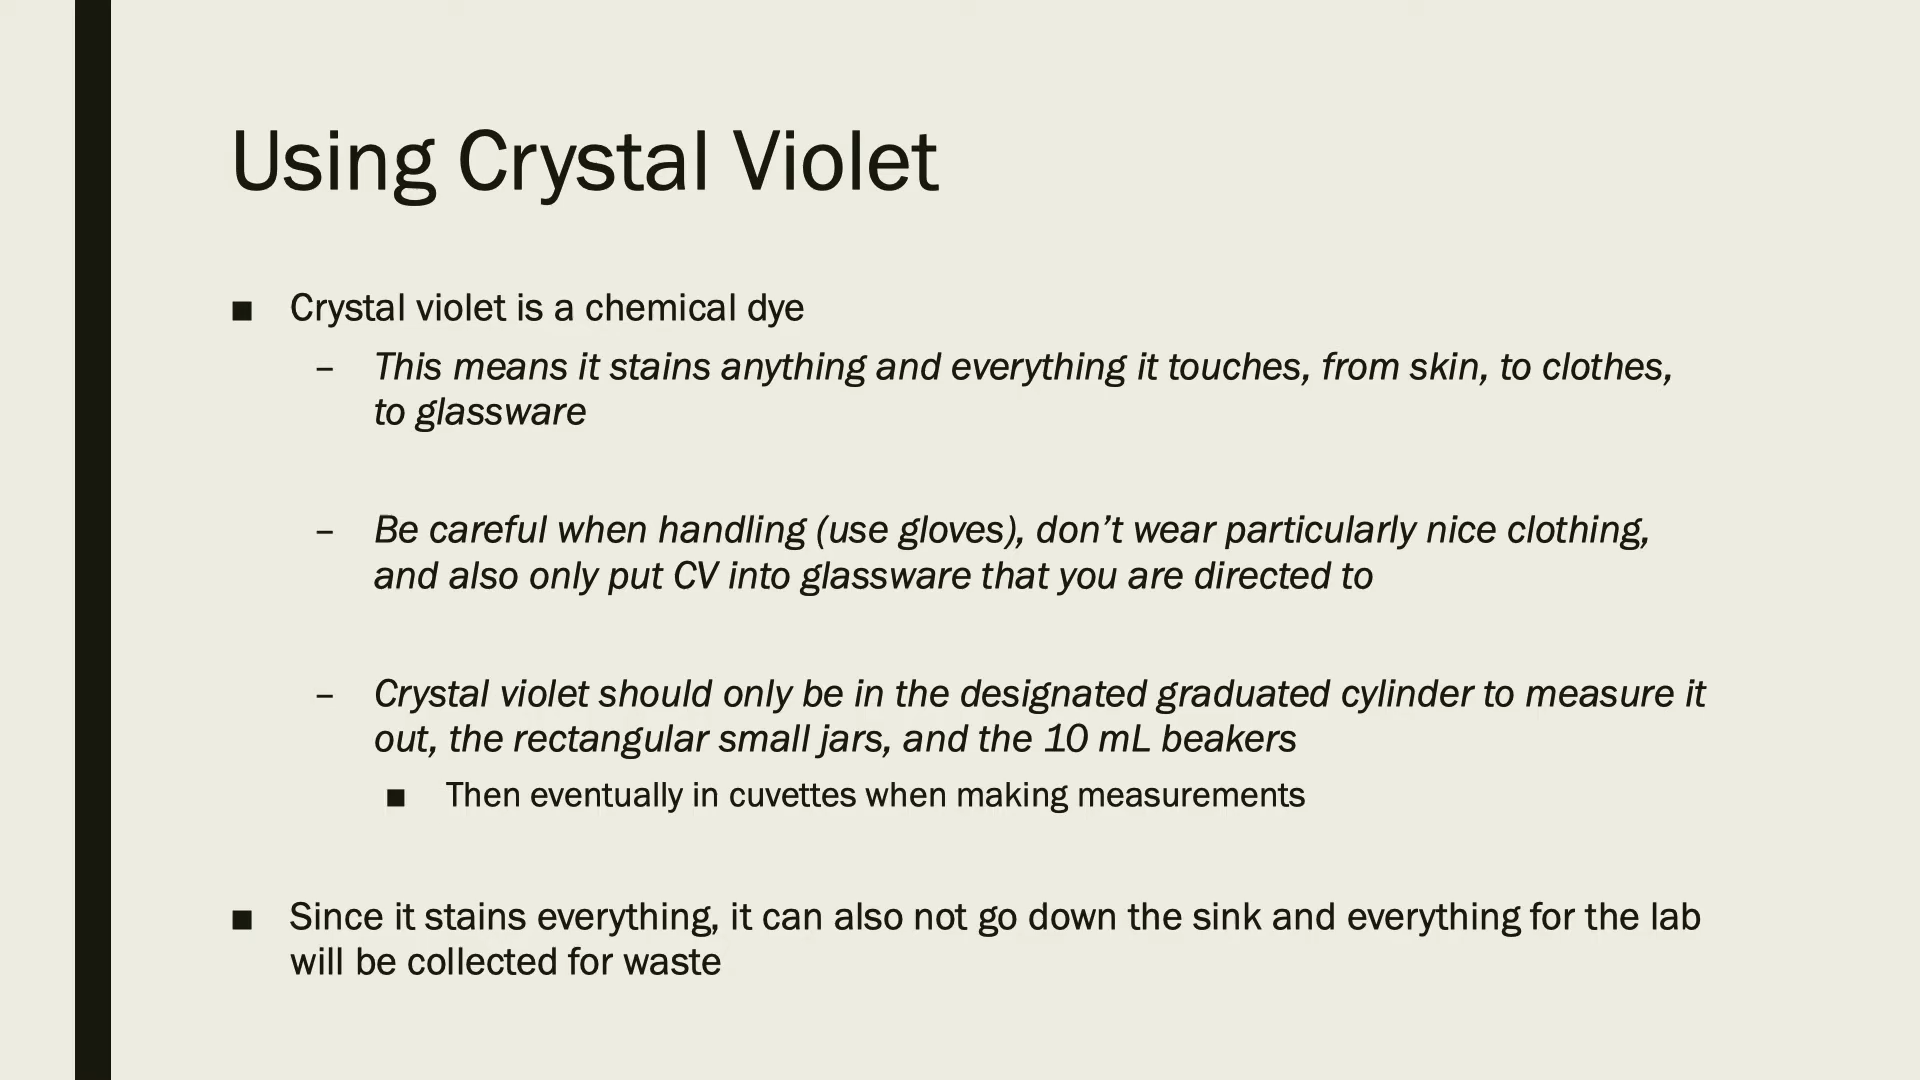 Using Crystal Violet
■ Crystal violet is a chemical dye
– This means it stains anything and everything it touches, from skin, to clothes,
to glassware
– Be careful when handling (use gloves), don’t wear particularly nice clothing,
and also only put CV into glassware that you are directed to
– Crystal violet should only be in the designated graduated cylinder to measure it
out, the rectangular small jars, and the 10 mL beakers
■ Then eventually in cuvettes when making measurements
■ Since it stains everything, it can also not go down the sink and everything for the lab
will be collected for waste